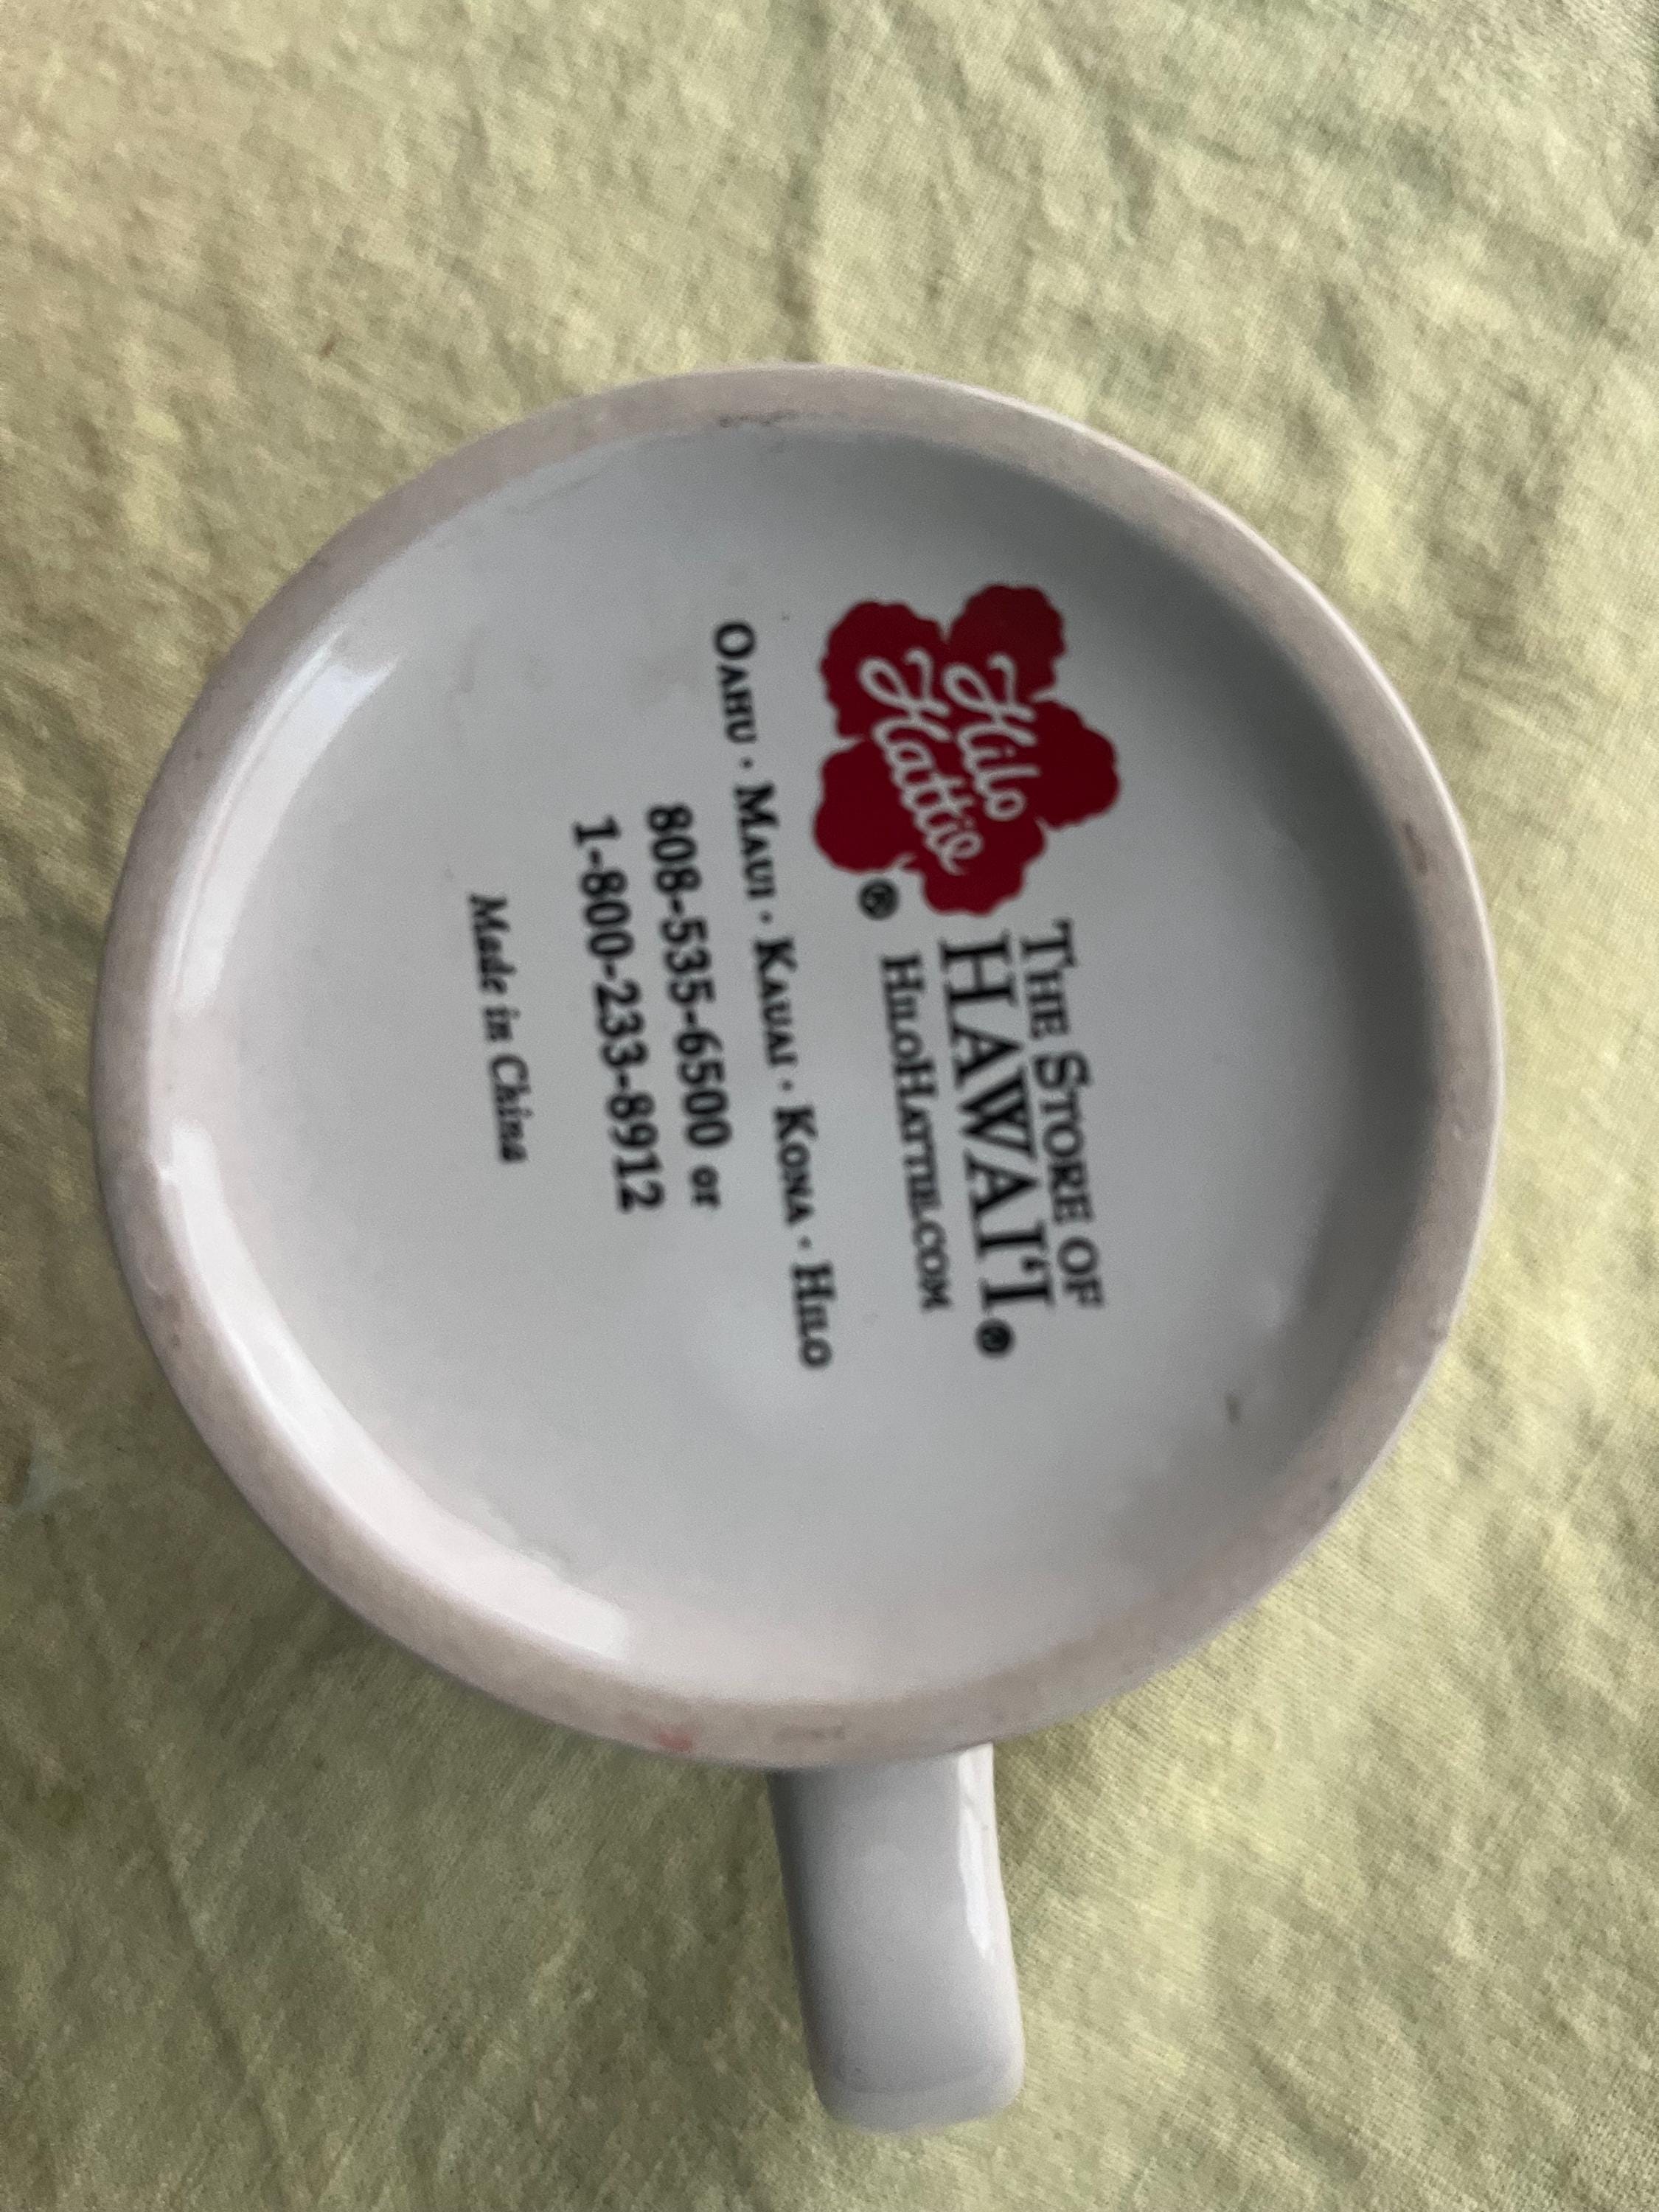 Hilo
Hattie®
THE STORE OF
HAWAI‘I®
HILOHATTIE.COM
OAHU • MAUI • KAUAI • KONA • HILO
808-535-6500 or
1-800-233-8912
Made in China